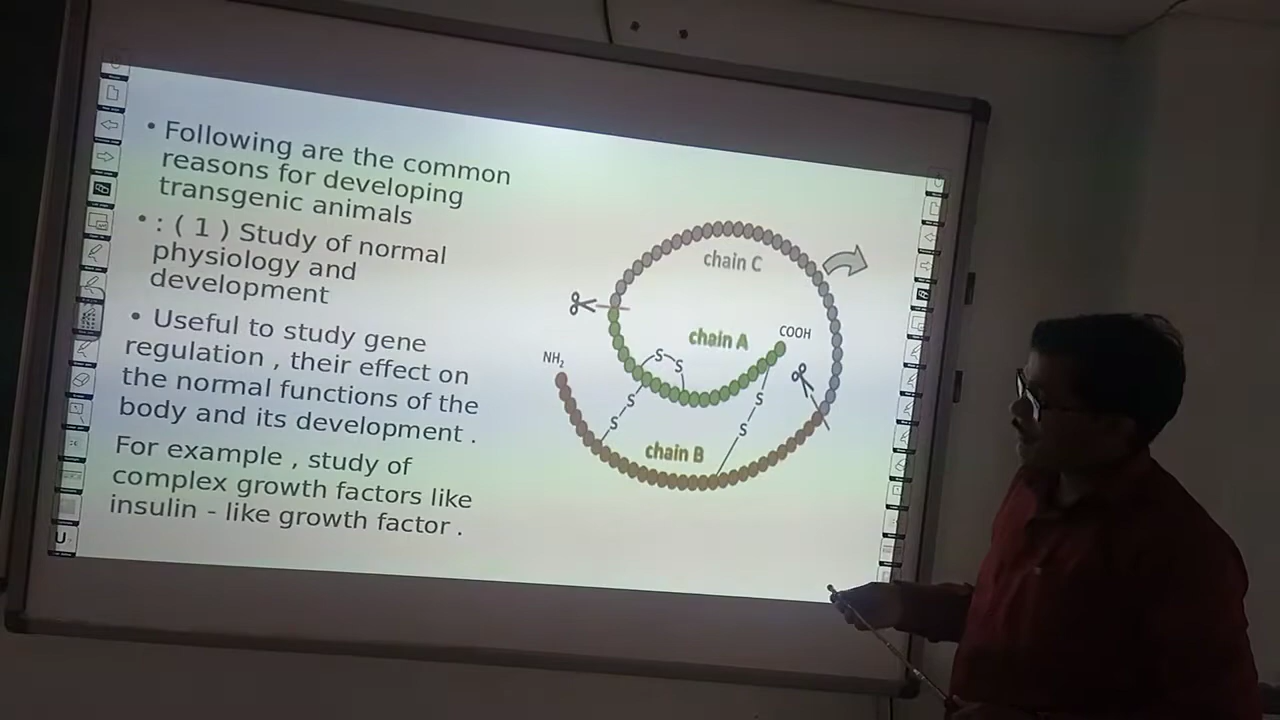 • Following are the common
reasons for developing
transgenic animals
• : ( 1 ) Study of normal
physiology and
development
• Useful to study gene
regulation , their effect on
the normal functions of the
body and its development .
For example , study of
complex growth factors like
insulin - like growth factor .
chain C
chain A
COOH
NH₂
S
S
S
S
S
S
chain B
U